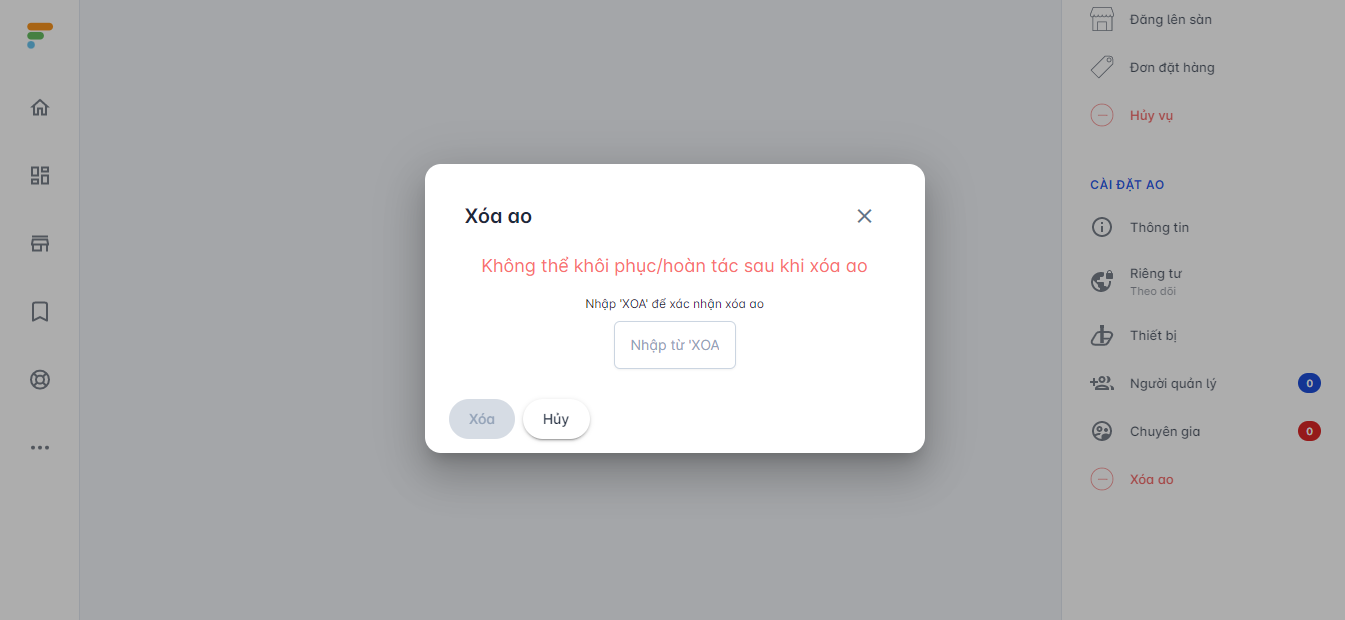 Đăng lên sàn
Đơn đặt hàng
Hủy vụ
Xóa ao
Không thể khôi phục/hoàn tác sau khi xóa ao
Nhập 'XOA' để xác nhận xóa ao
Nhập từ 'XOA
Xóa
Hủy
CÀI ĐẶT AO
Thông tin
Riêng tư
Theo dõi
Thiết bị
Người quản lý
0
Chuyên gia
0
Xóa ao